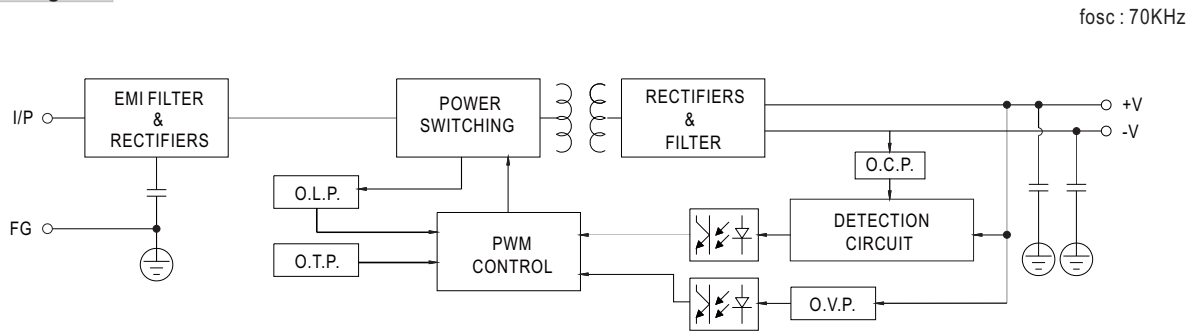 fosc : 70KHz
EMI FILTER
&
RECTIFIERS
POWER
SWITCHING
RECTIFIERS
&
FILTER
I/P
+V
-V
O.C.P.
O.L.P.
FG
PWM
CONTROL
DETECTION
CIRCUIT
O.T.P.
O.V.P.